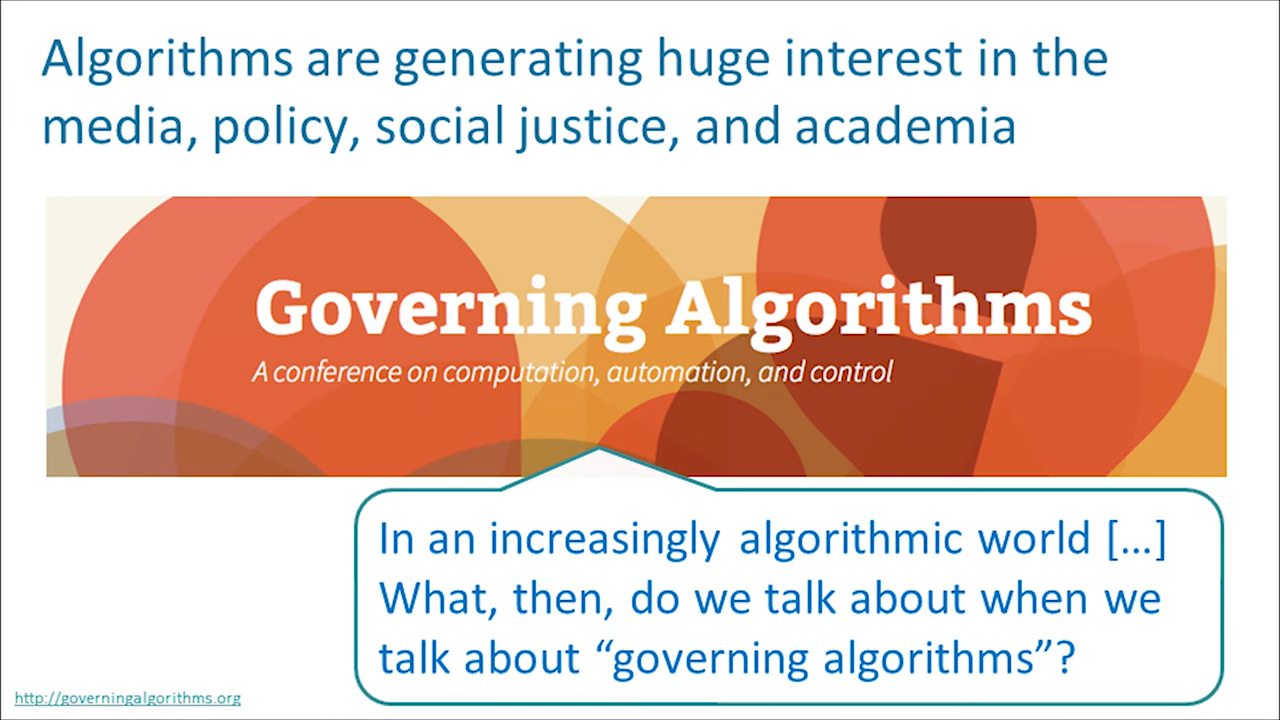 Algorithms are generating huge interest in the
media, policy, social justice, and academia
Governing Algorithms
A conference on computation, automation, and control
In an increasingly algorithmic world [...]
What, then, do we talk about when we
talk about “governing algorithms”?
http://governingalgorithms.org